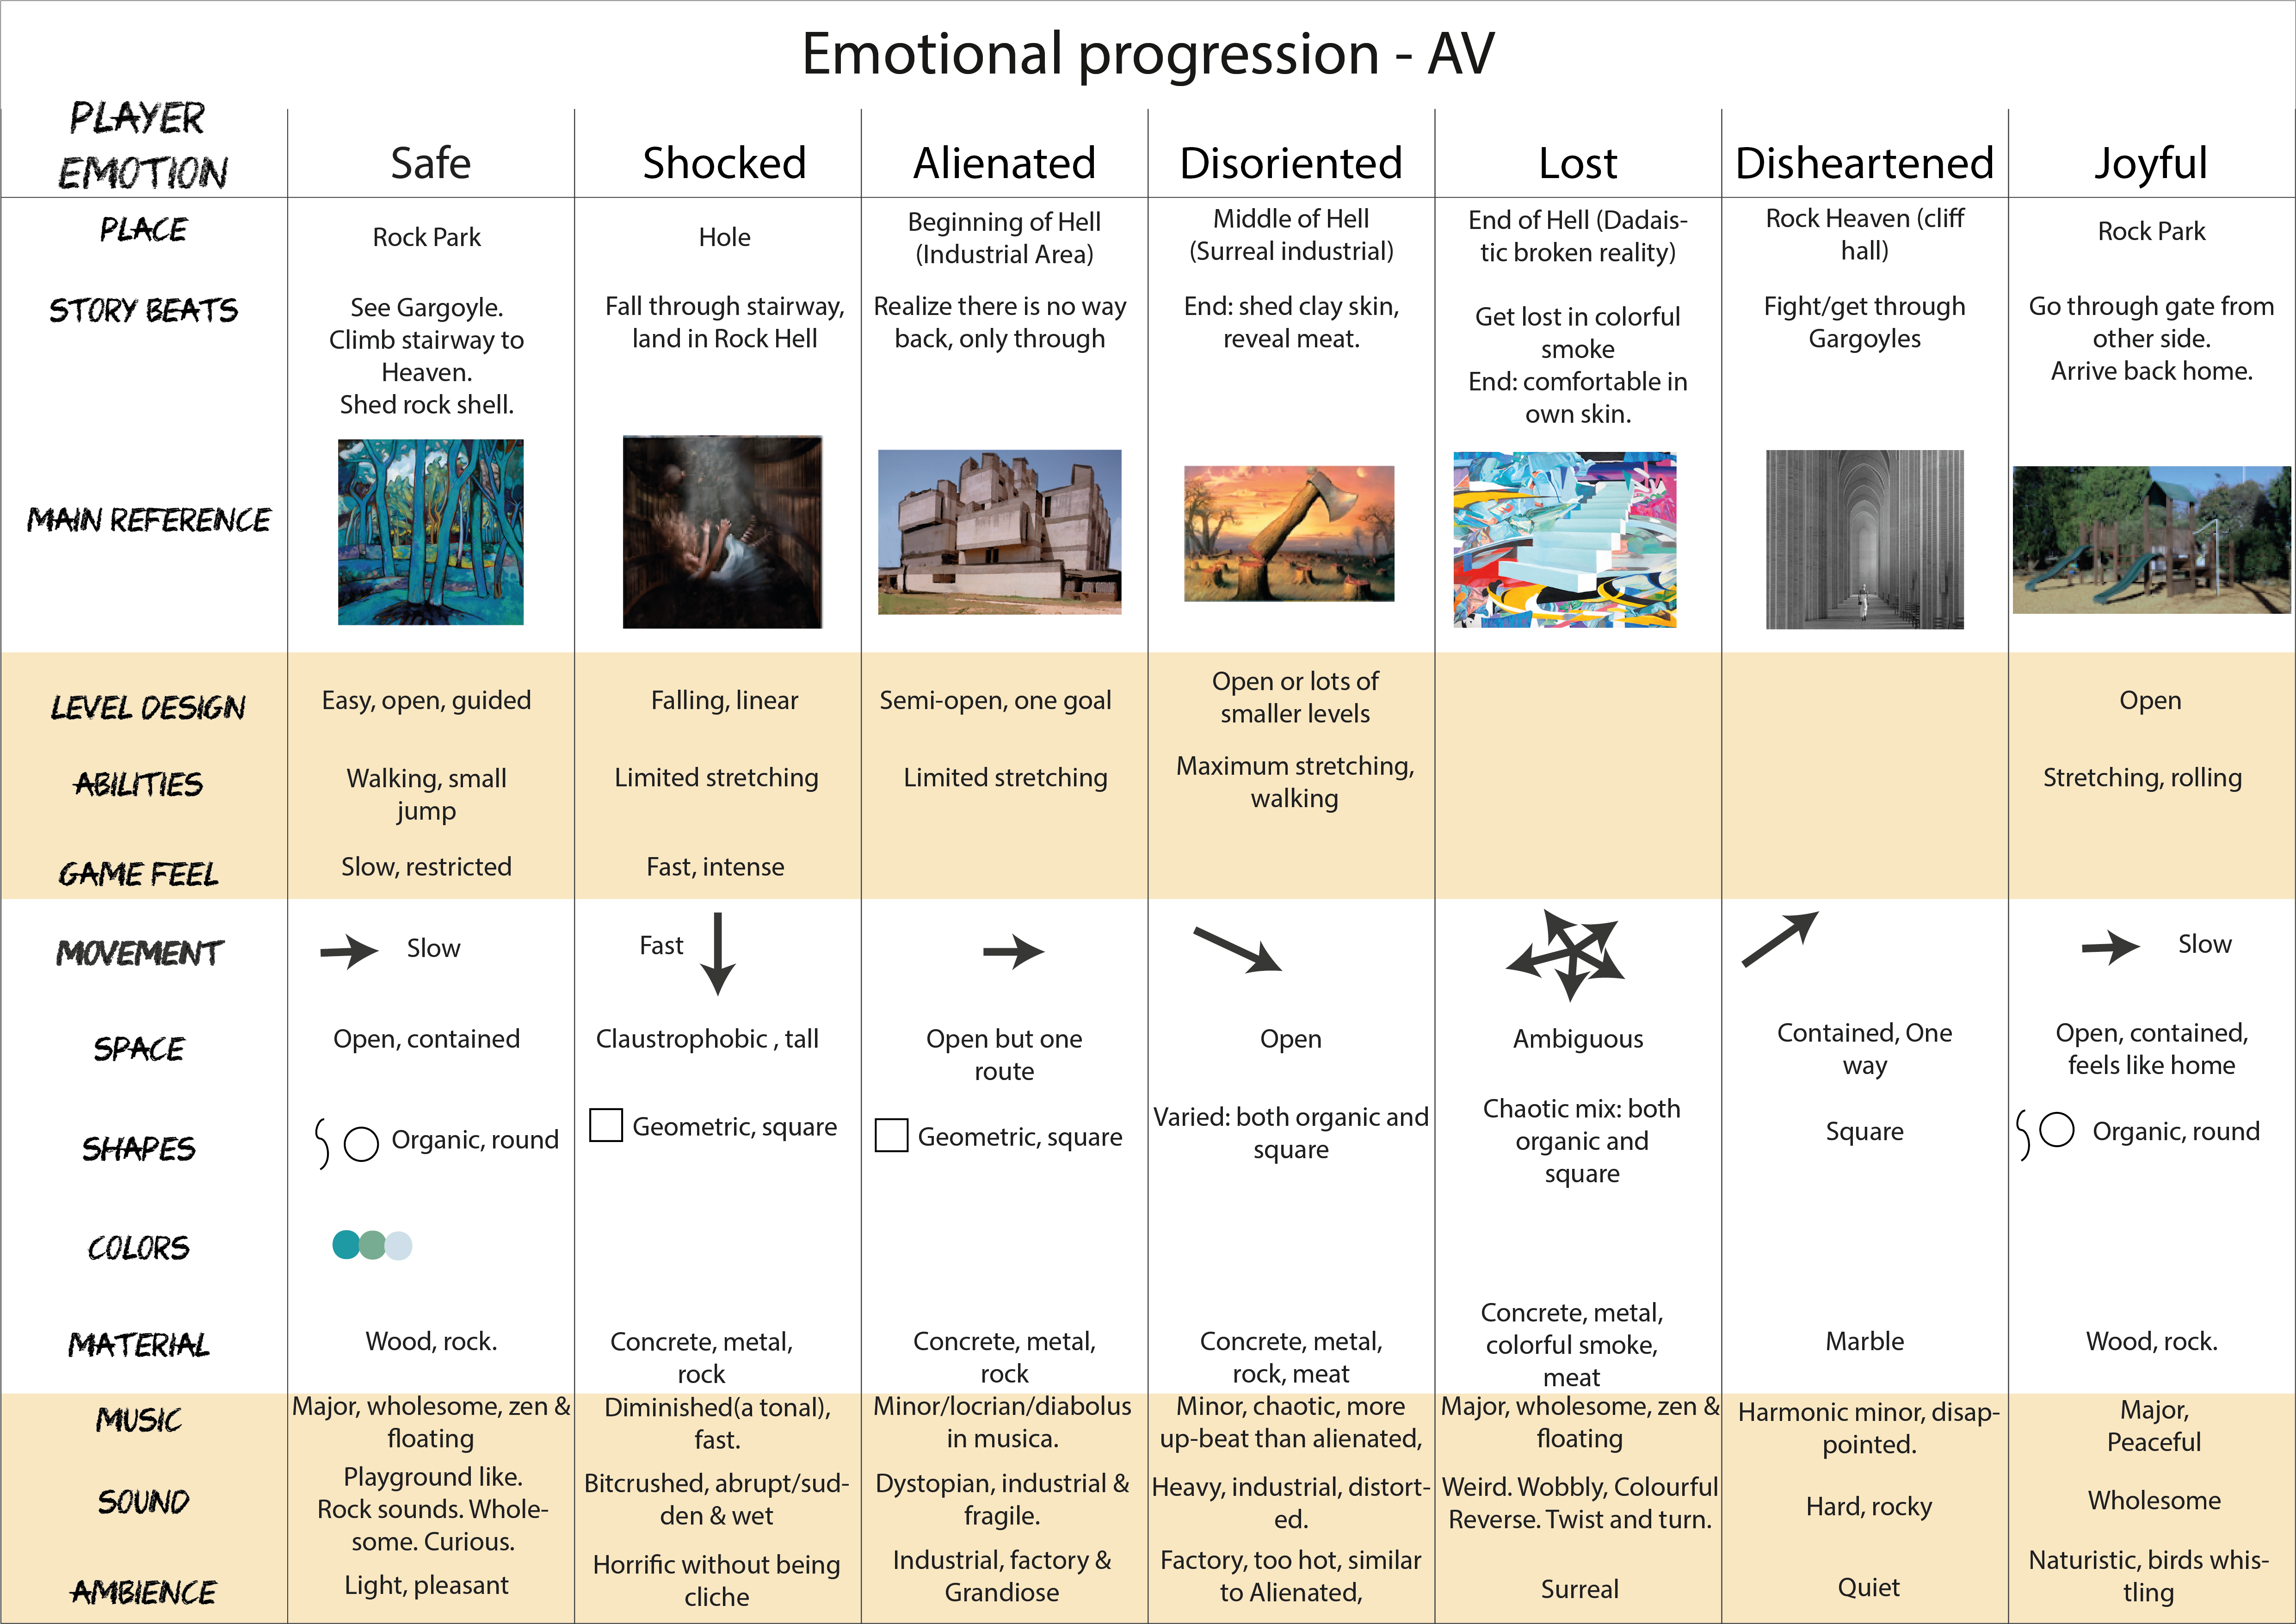 Emotional progression - AV
PLAYER
EMOTION
Safe
Shocked
Alienated
Disoriented
Lost
Disheartened
Joyful
PLACE
Rock Park
Hole
Beginning of Hell
(Industrial Area)
Middle of Hell
(Surreal industrial)
End of Hell (Dadais-
tic broken reality)
Rock Heaven (cliff
hall)
Rock Park
STORY BEATS
See Gargoyle.
Climb stairway to
Heaven.
Shed rock shell.
Fall through stairway,
land in Rock Hell
Realize there is no way
back, only through
End: shed clay skin,
reveal meat.
Get lost in colorful
smoke
End: comfortable in
own skin.
Fight/get through
Gargoyles
Go through gate from
other side.
Arrive back home.
MAIN REFERENCE
LEVEL DESIGN
Easy, open, guided
Falling, linear
Semi-open, one goal
Open or lots of
smaller levels
Open
ABILITIES
Walking, small
jump
Limited stretching
Limited stretching
Maximum stretching,
walking
Stretching, rolling
GAME FEEL
Slow, restricted
Fast, intense
MOVEMENT
Slow
Fast
Slow
SPACE
Open, contained
Claustrophobic , tall
Open but one
route
Open
Ambiguous
Contained, One
way
Open, contained,
feels like home
SHAPES
Organic, round
Geometric, square
Geometric, square
Varied: both organic and
square
Chaotic mix: both
organic and
square
Square
Organic, round
COLORS
MATERIAL
Wood, rock.
Concrete, metal,
rock
Concrete, metal,
rock
Concrete, metal,
rock, meat
Concrete, metal,
colorful smoke,
meat
Marble
Wood, rock.
MUSIC
Major, wholesome, zen &
floating
Diminished(a tonal),
fast.
Minor/locrian/diabolus
in musica.
Minor, chaotic, more
up-beat than alienated,
Major, wholesome, zen &
floating
Harmonic minor, disap-
pointed.
Major,
Peaceful
SOUND
Playground like.
Rock sounds. Whole-
some. Curious.
Bitcrushed, abrupt/sud-
den & wet
Dystopian, industrial &
fragile.
Heavy, industrial, distort-
ed.
Weird. Wobbly, Colourful
Reverse. Twist and turn.
Hard, rocky
Wholesome
AMBIENCE
Light, pleasant
Horrific without being
cliche
Industrial, factory &
Grandiose
Factory, too hot, similar
to Alienated,
Surreal
Quiet
Naturistic, birds whis-
tling